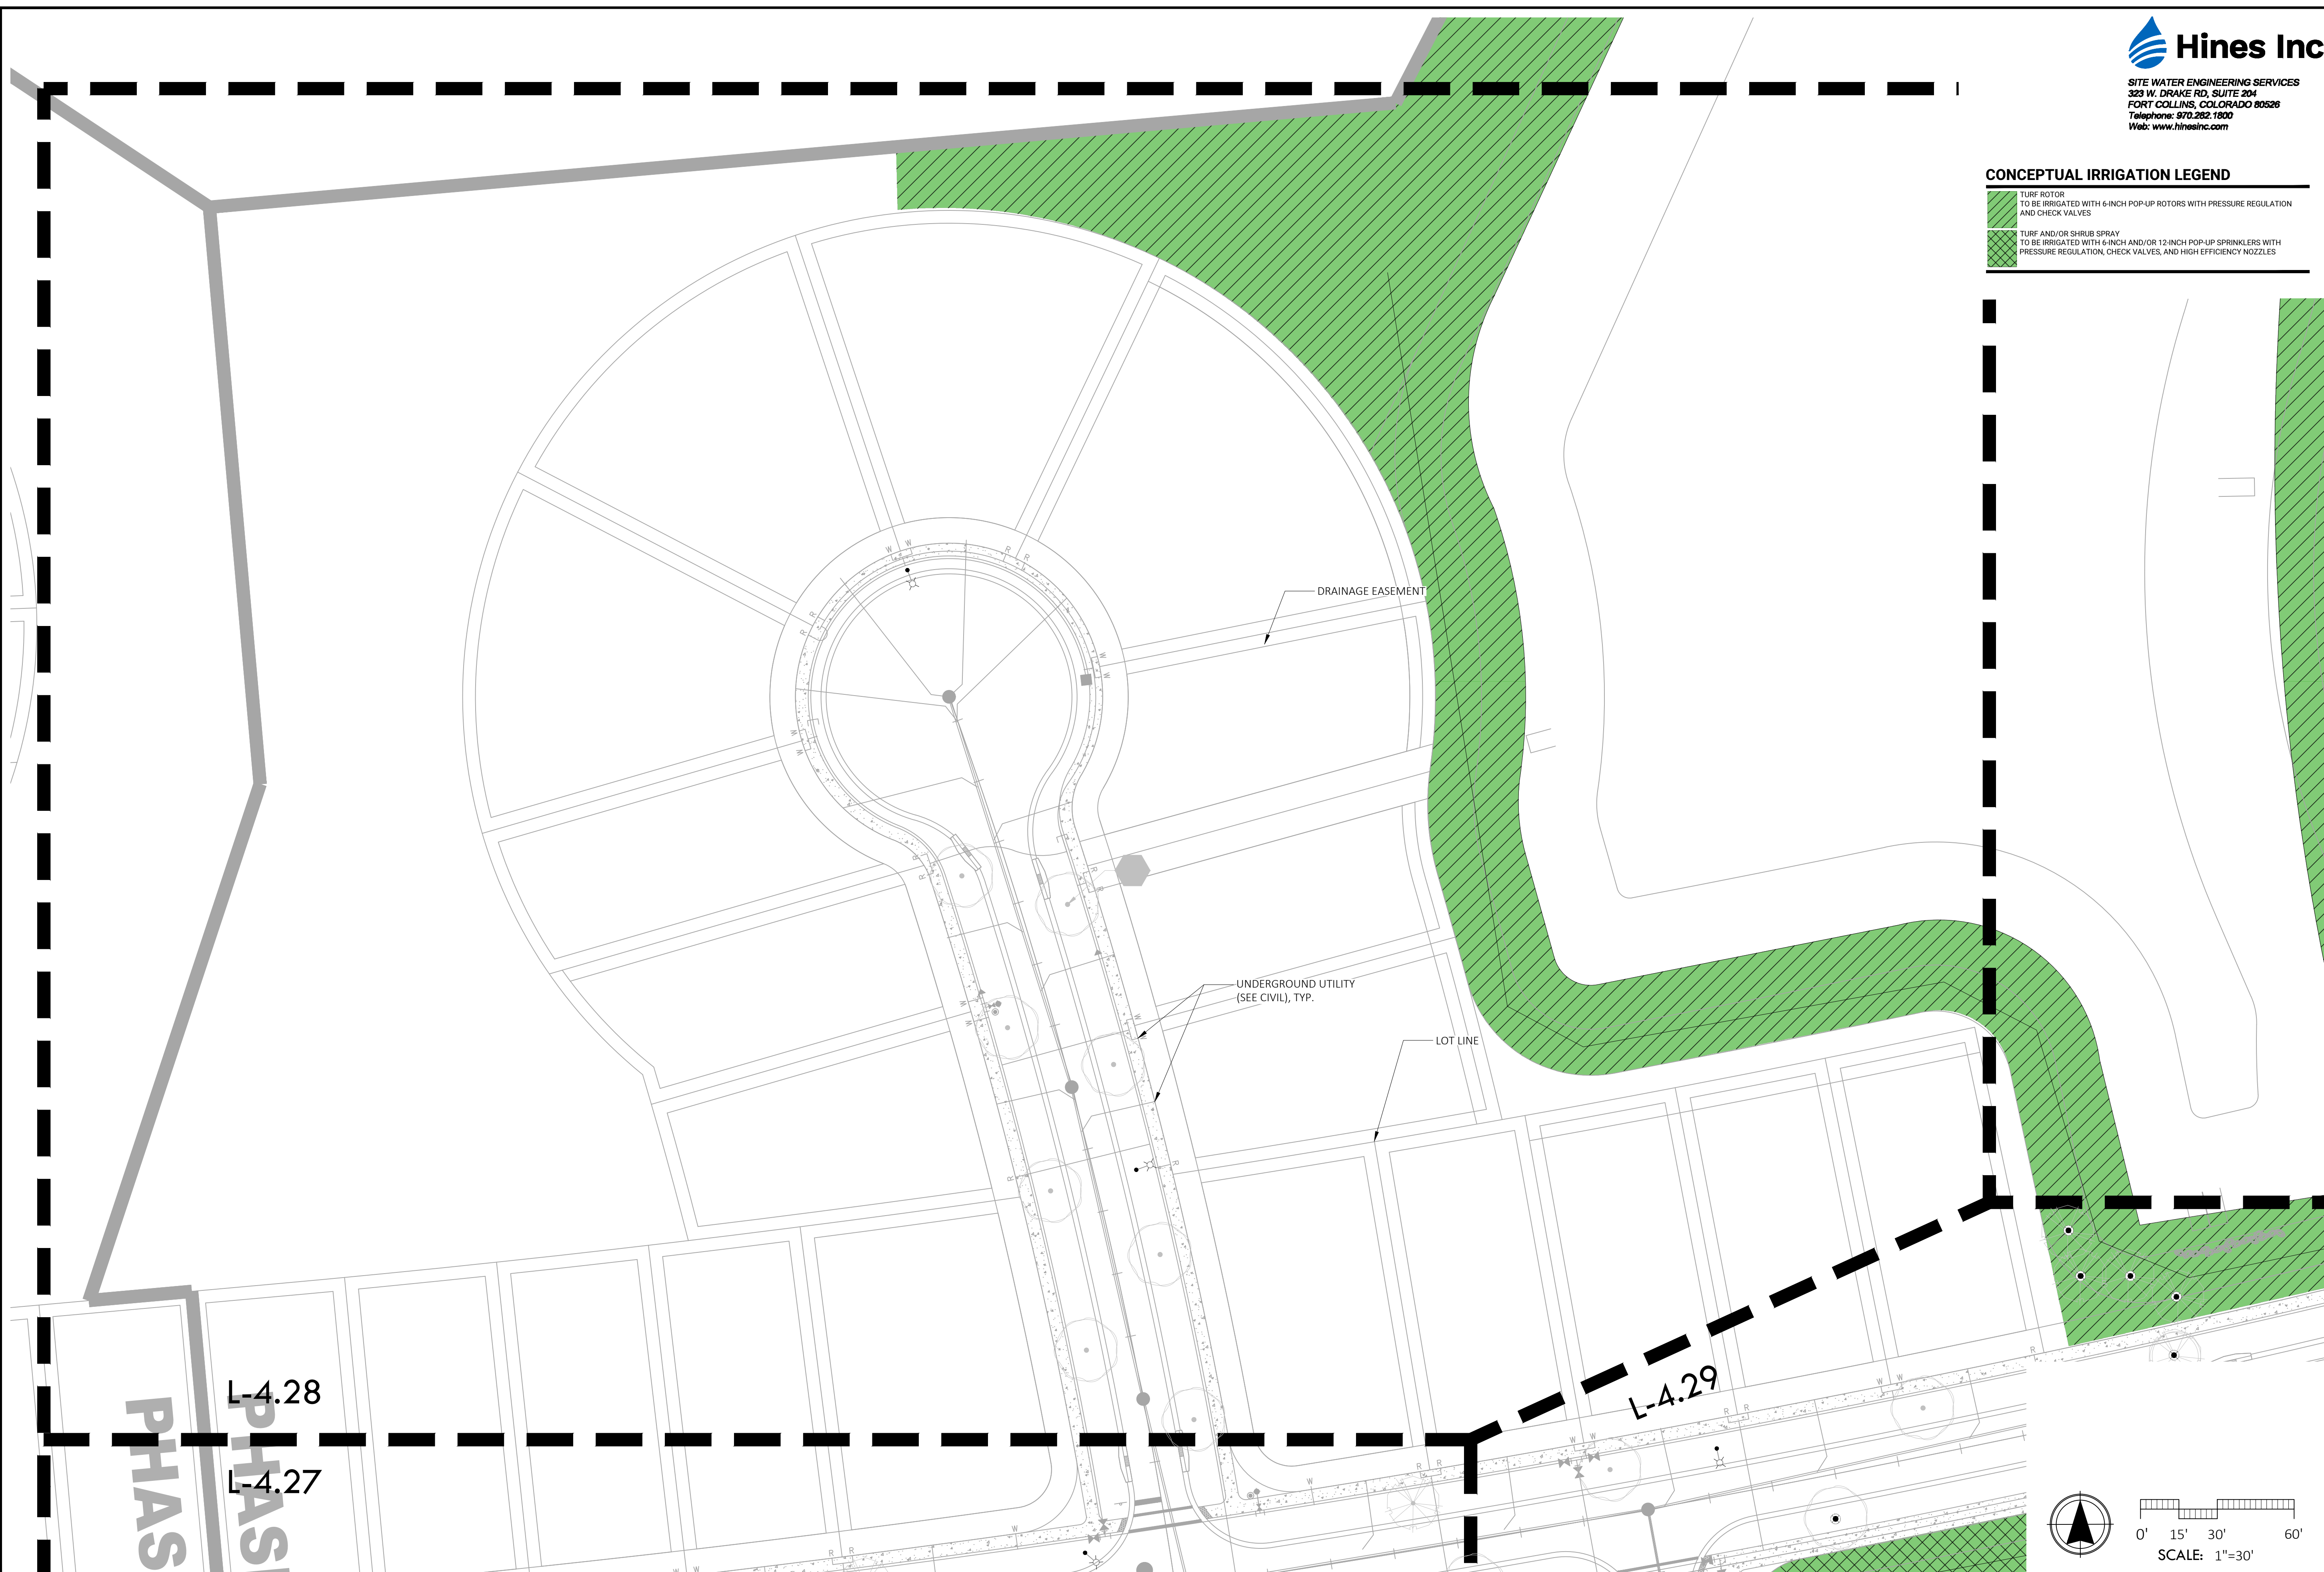 Hines Inc
SITE WATER ENGINEERING SERVICES
323 W. DRAKE RD, SUITE 204
FORT COLLINS, COLORADO 80526
Telephone: 970.282.1800
Web: www.hinesinc.com
CONCEPTUAL IRRIGATION LEGEND
TURF ROTOR
TO BE IRRIGATED WITH 6-INCH POP-UP ROTORS WITH PRESSURE REGULATION
AND CHECK VALVES
TURF AND/OR SHRUB SPRAY
TO BE IRRIGATED WITH 6-INCH AND/OR 12-INCH POP-UP SPRINKLERS WITH
PRESSURE REGULATION, CHECK VALVES, AND HIGH EFFICIENCY NOZZLES
W W
R R
R R
DRAINAGE EASEMENT
W W
W W
R R
R R
UNDERGROUND UTILITY
(SEE CIVIL), TYP.
W W
W W
LOT LINE
R
R
L-4.28
L-4.29
L-4.27
PHAS
PHAS
R
W W
R R
W W
R R
W
W
R R
W W
0' 15' 30' 60'
SCALE: 1"=30'